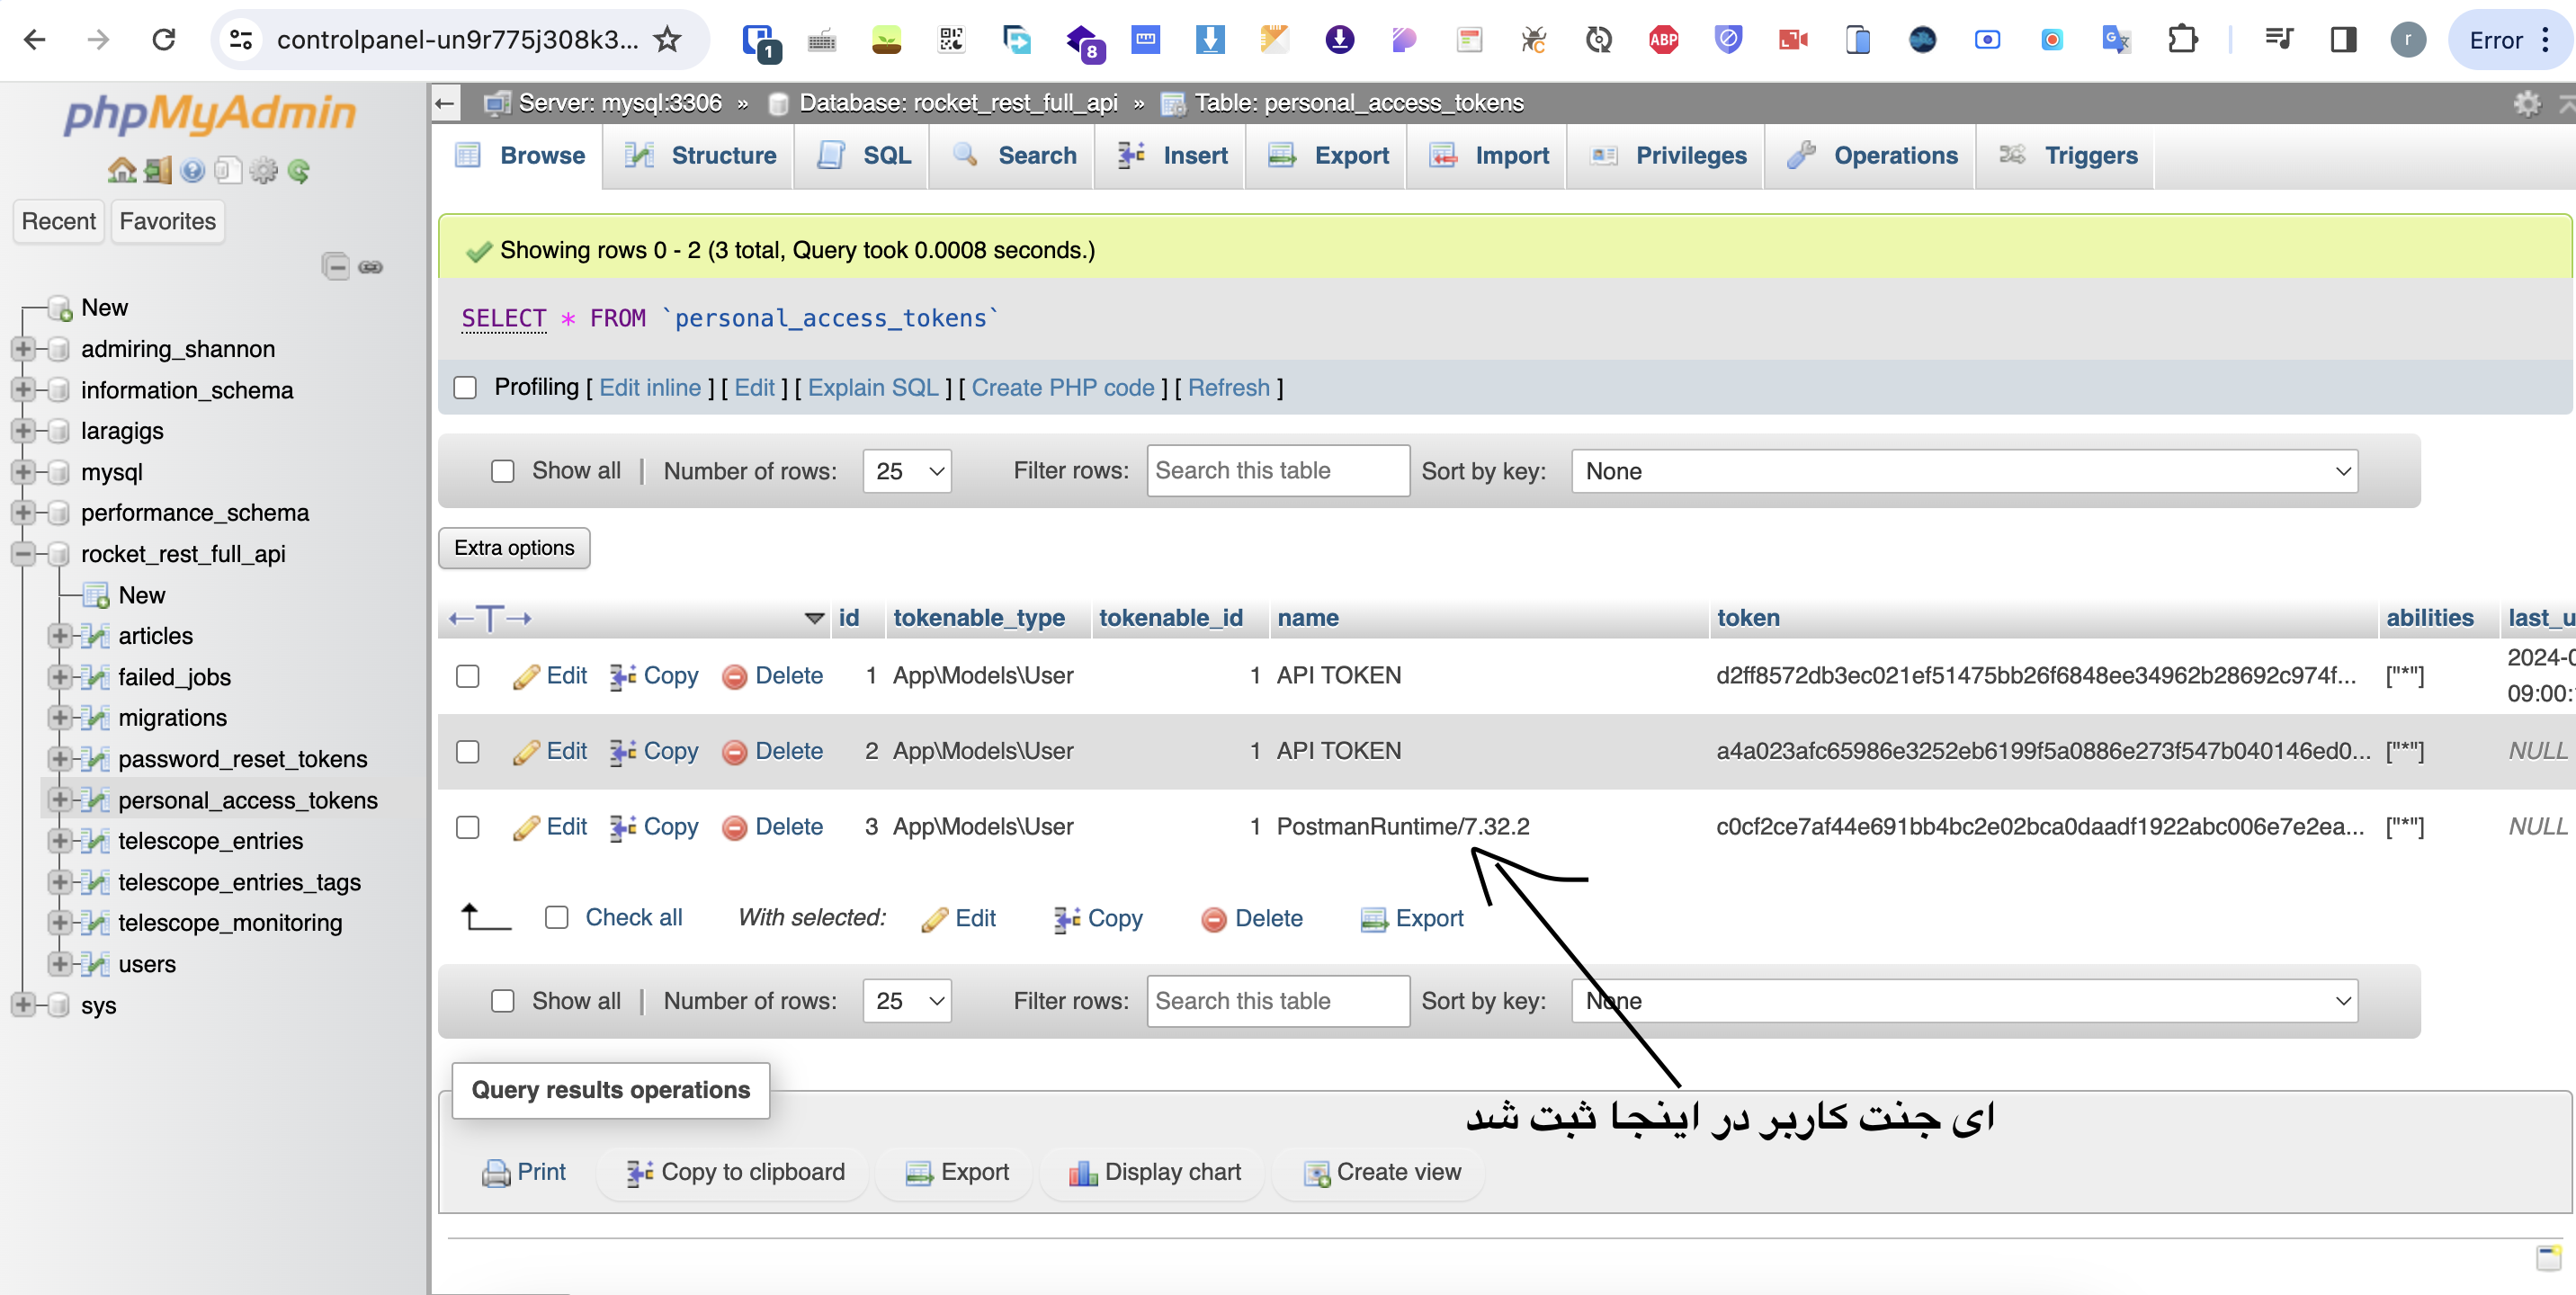 controlpanel-un9r775j308k3...
1
8
ABP
r
Error
phpMyAdmin
Recent Favorites
New
admiring_shannon
information_schema
laragigs
mysql
performance_schema
rocket_rest_full_api
New
articles
failed_jobs
migrations
password_reset_tokens
personal_access_tokens
telescope_entries
telescope_entries_tags
telescope_monitoring
users
sys
Server: mysql:3306 » Database: rocket_rest_full_api » Table: personal_access_tokens
Browse Structure SQL Search Insert Export Import Privileges Operations Triggers
Showing rows 0 - 2 (3 total, Query took 0.0008 seconds.)
SELECT * FROM `personal_access_tokens`
Profiling [ Edit inline ] [ Edit ] [ Explain SQL ] [ Create PHP code ] [ Refresh ]
Show all | Number of rows: 25 Filter rows: Search this table Sort by key: None
Extra options
←T→ id tokenable_type tokenable_id name token abilities last_u
Edit Copy Delete 1 App\Models\User 1 API TOKEN d2ff8572db3ec021ef51475bb26f6848ee34962b28692c974f... ["*"] 2024-0
09:00:
Edit Copy Delete 2 App\Models\User 1 API TOKEN a4a023afc65986e3252eb6199f5a0886e273f547b040146ed0... ["*"] NULL
Edit Copy Delete 3 App\Models\User 1 PostmanRuntime/7.32.2 c0cf2ce7af44e691bb4bc2e02bca0daadf1922abc006e7e2ea... ["*"] NULL
Check all With selected: Edit Copy Delete Export
Show all | Number of rows: 25 Filter rows: Search this table Sort by key: None
Query results operations
ای جنت کاربر در اینجا ثبت شد
Print Copy to clipboard Export Display chart Create view